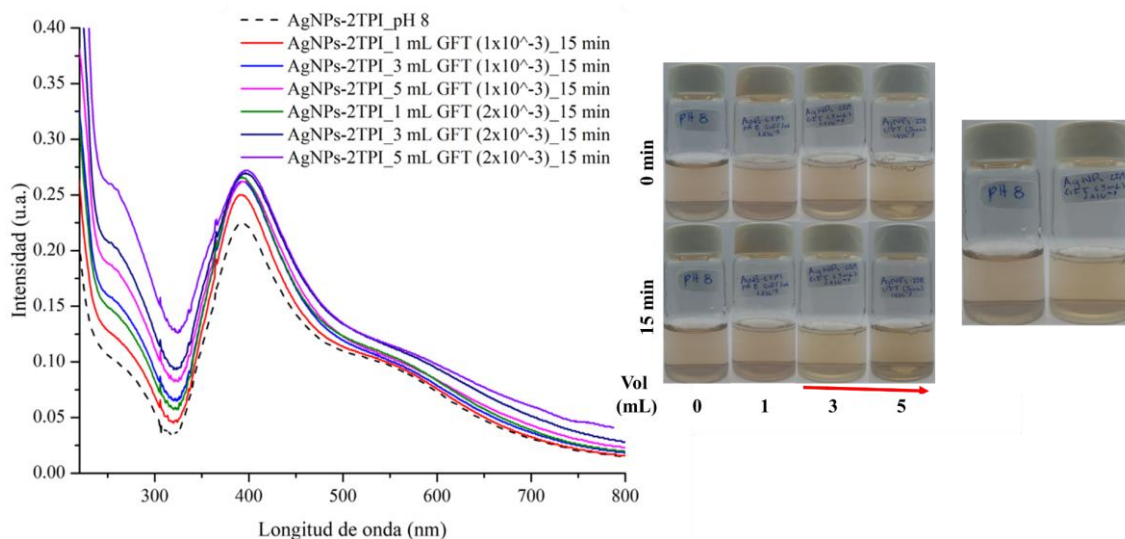 0.40
0.35
0.30
0.25
0.20
0.15
0.10
0.05
0.00
Intensidad (u.a.)
300
400
500
600
700
800
Longitud de onda (nm)
AgNPs-2TPI_pH 8
AgNPs-2TPI_1 mL GFT (1x10^-3)_15 min
AgNPs-2TPI_3 mL GFT (1x10^-3)_15 min
AgNPs-2TPI_5 mL GFT (1x10^-3)_15 min
AgNPs-2TPI_1 mL GFT (2x10^-3)_15 min
AgNPs-2TPI_3 mL GFT (2x10^-3)_15 min
AgNPs-2TPI_5 mL GFT (2x10^-3)_15 min
0 min
pH 8
15 min
pH 8
Vol
(mL)
0
1
3
5
pH 8